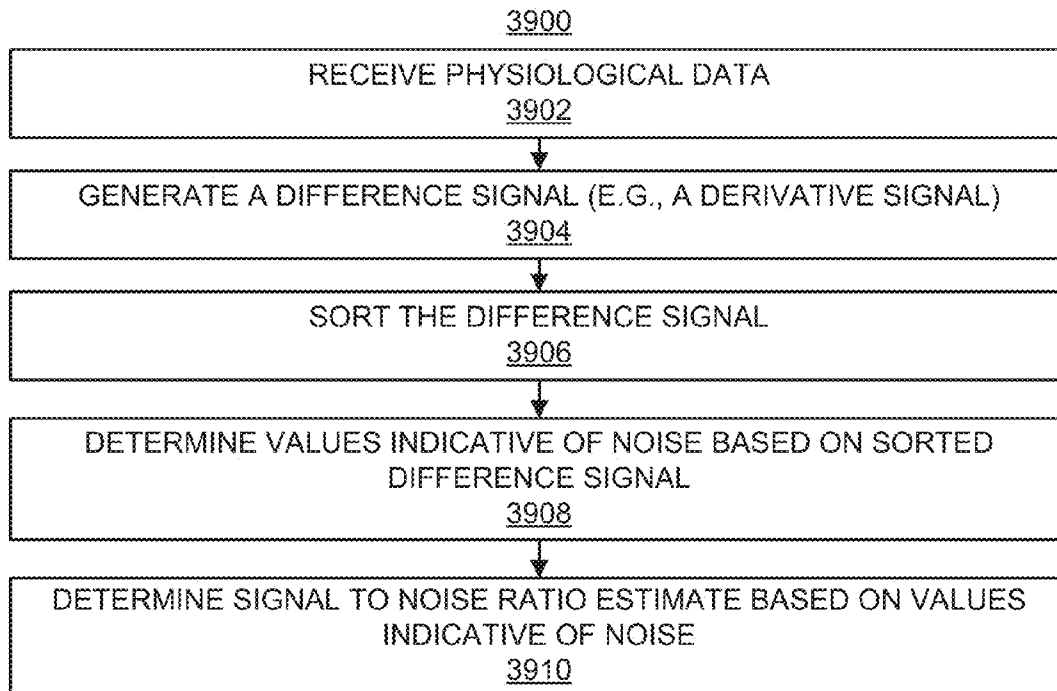 3900
RECEIVE PHYSIOLOGICAL DATA
3902
GENERATE A DIFFERENCE SIGNAL (E.G., A DERIVATIVE SIGNAL)
3904
SORT THE DIFFERENCE SIGNAL
3906
DETERMINE VALUES INDICATIVE OF NOISE BASED ON SORTED
DIFFERENCE SIGNAL
3908
DETERMINE SIGNAL TO NOISE RATIO ESTIMATE BASED ON VALUES
INDICATIVE OF NOISE
3910